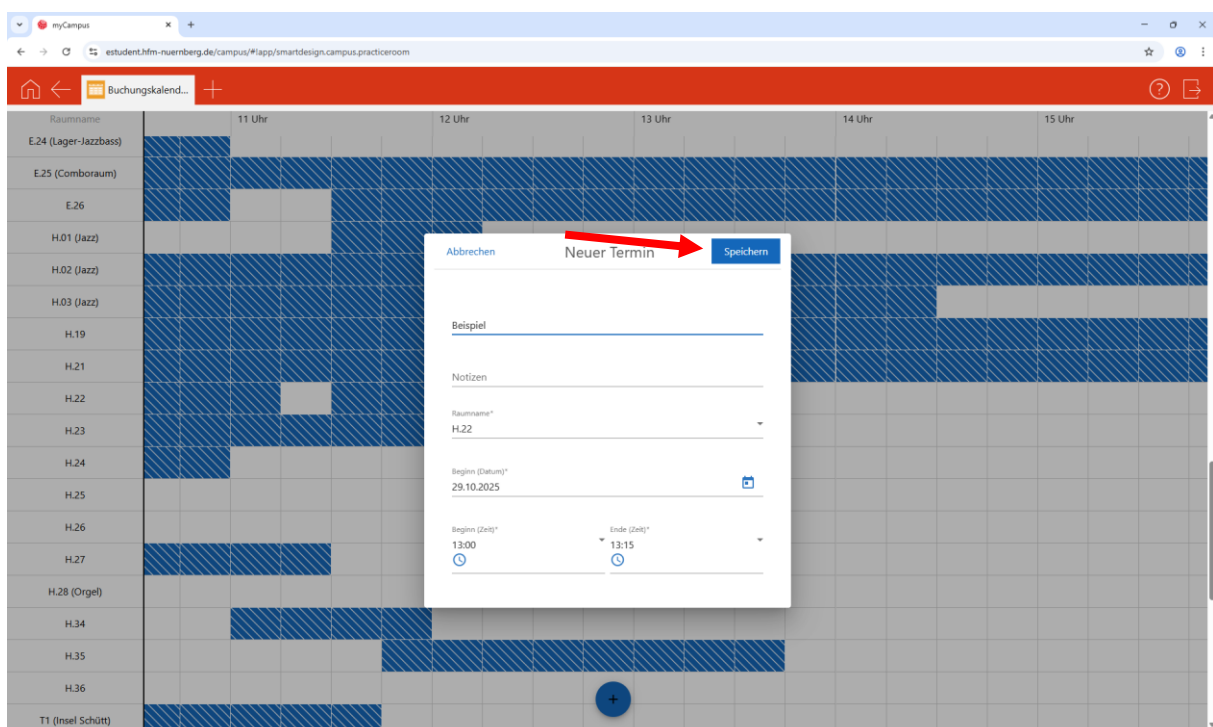 myCampus
estudent.hfm-nuernberg.de/campus/#!app/smartdesign.campus.practiceroom
Buchungskalend...
Raumname 11 Uhr 12 Uhr 13 Uhr 14 Uhr 15 Uhr
E.24 (Lager-Jazzbass)
E.25 (Comboraum)
E.26
H.01 (Jazz)
H.02 (Jazz)
H.03 (Jazz)
H.19
H.21
H.22
H.23
H.24
H.25
H.26
H.27
H.28 (Orgel)
H.34
H.35
H.36
T1 (Insel Schütt)
Abbrechen Neuer Termin Speichern
Beispiel
Notizen
Raumname*
H.22
Beginn (Datum)*
29.10.2025
Beginn (Zeit)* Ende (Zeit)*
13:00 13:15